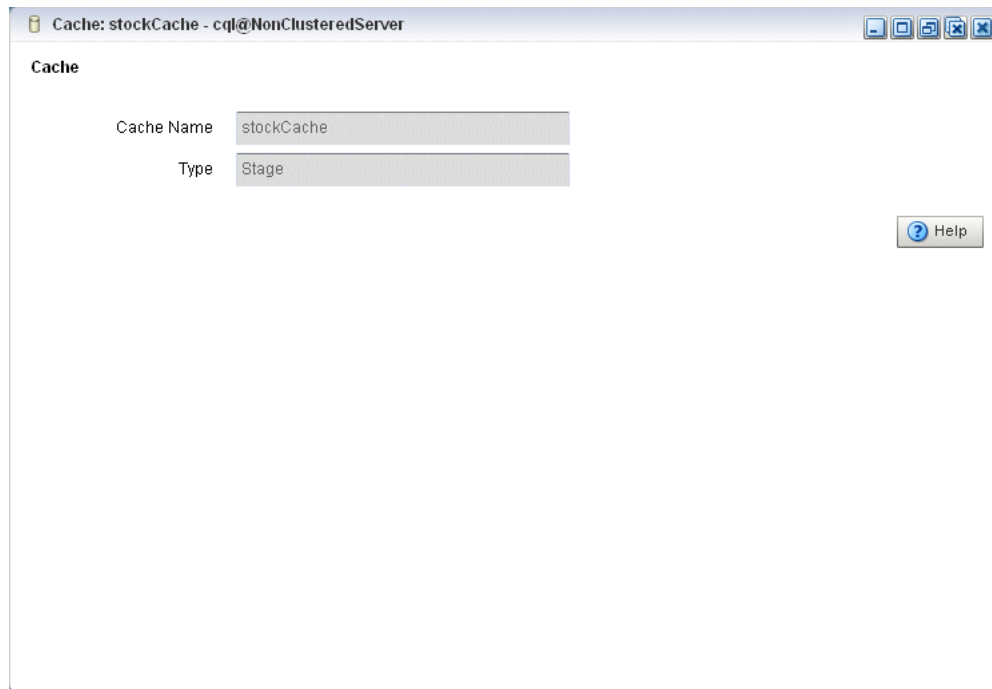 Cache: stockCache - cql@NonClusteredServer
Cache
Cache Name stockCache
Type Stage
Help